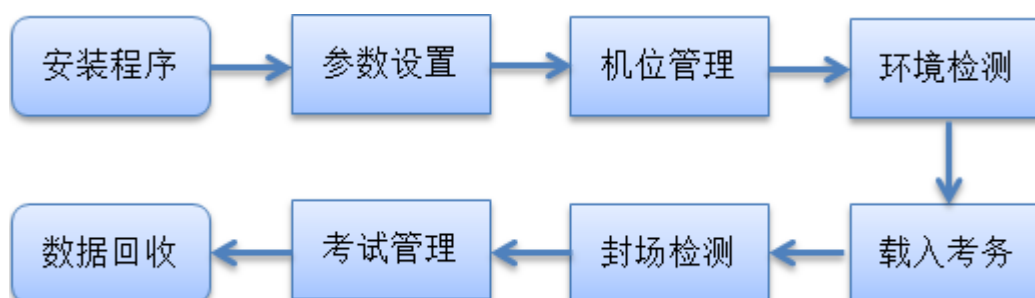 安装程序
参数设置
机位管理
环境检测
载入考务
封场检测
考试管理
数据回收